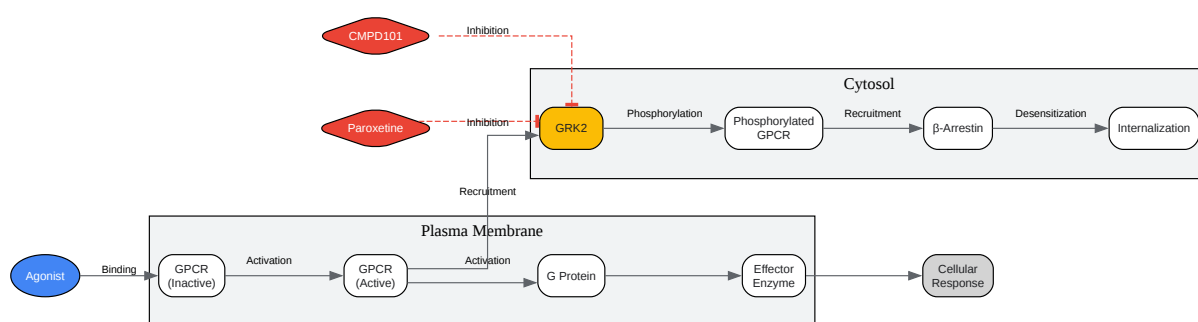 CMPD101
Inhibition
Cytosol
Paroxetine
Inhibition
GRK2
Phosphorylation
Phosphorylated
GPCR
Recruitment
β-Arrestin
Desensitization
Internalization
Recruitment
Plasma Membrane
Agonist
Binding
GPCR
(Inactive)
Activation
GPCR
(Active)
Activation
G Protein
Effector
Enzyme
Cellular
Response